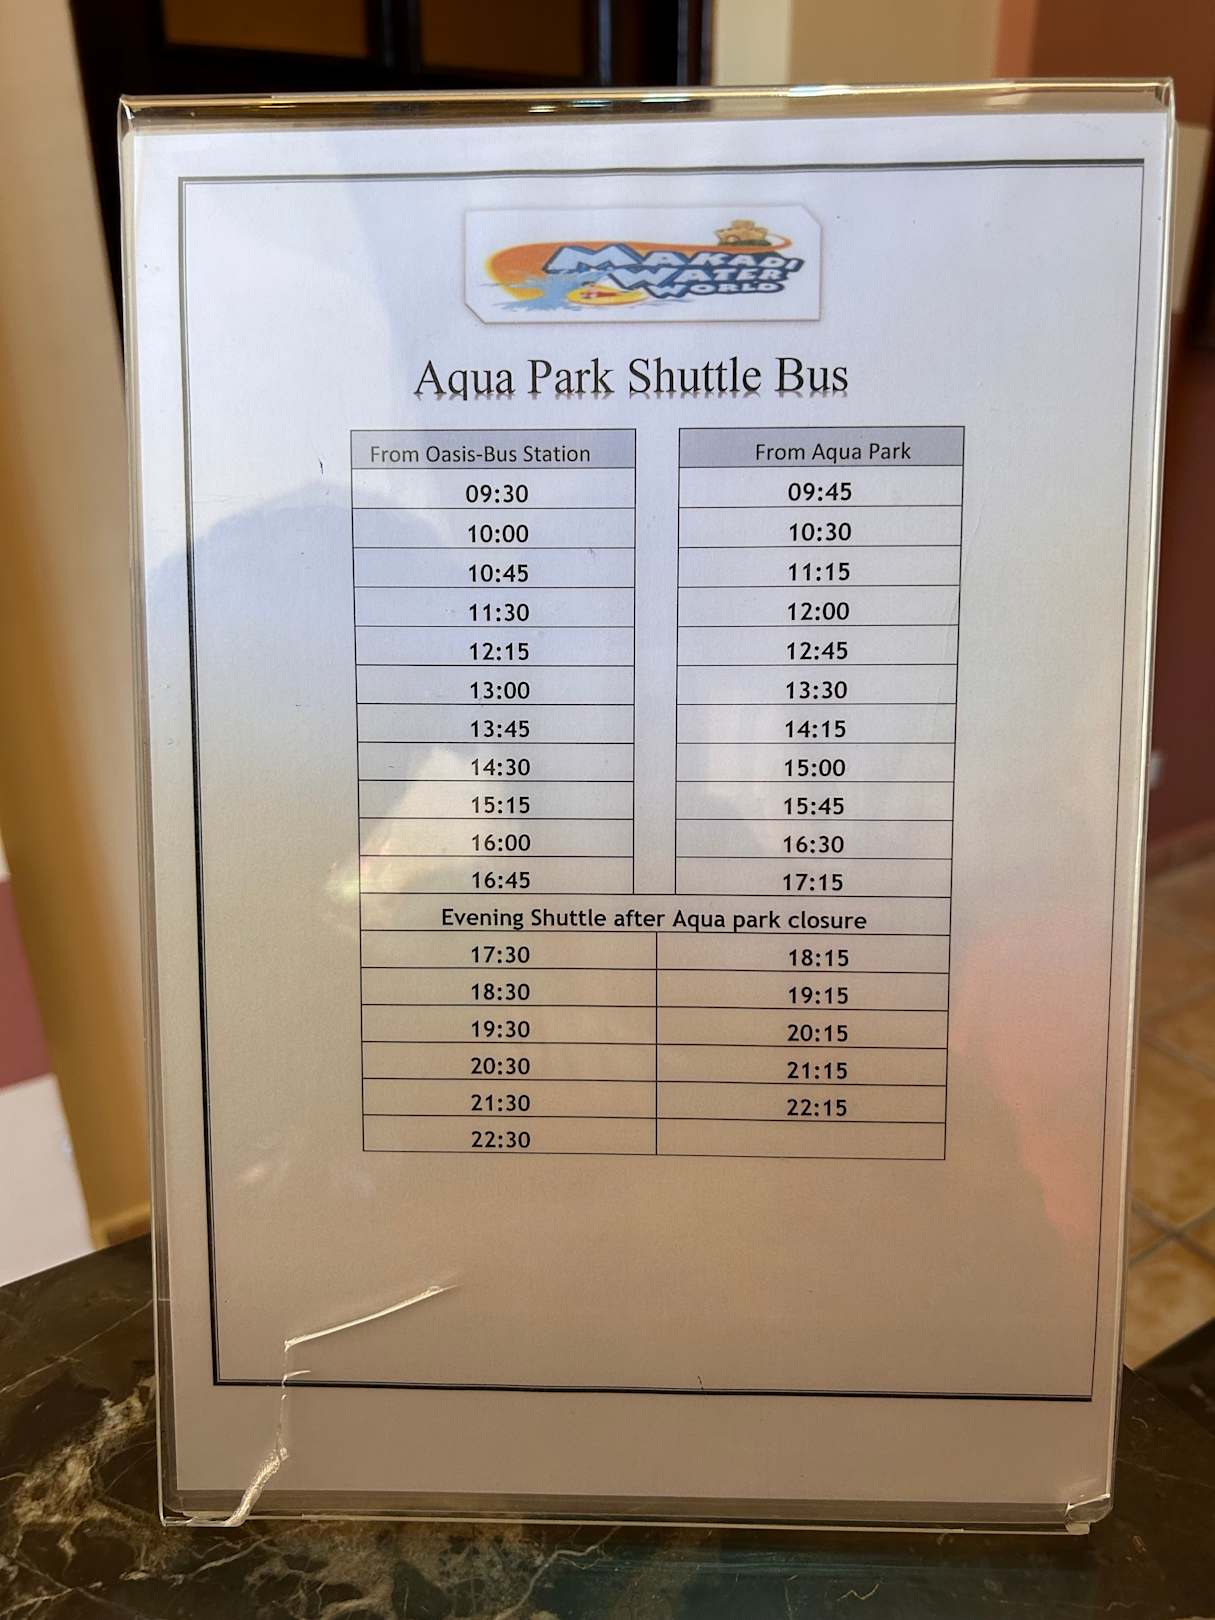 MAKADI
WATER
WORLD
Aqua Park Shuttle Bus
From Oasis-Bus Station From Aqua Park
09:30 09:45
10:00 10:30
10:45 11:15
11:30 12:00
12:15 12:45
13:00 13:30
13:45 14:15
14:30 15:00
15:15 15:45
16:00 16:30
16:45 17:15
Evening Shuttle after Aqua park closure
17:30 18:15
18:30 19:15
19:30 20:15
20:30 21:15
21:30 22:15
22:30